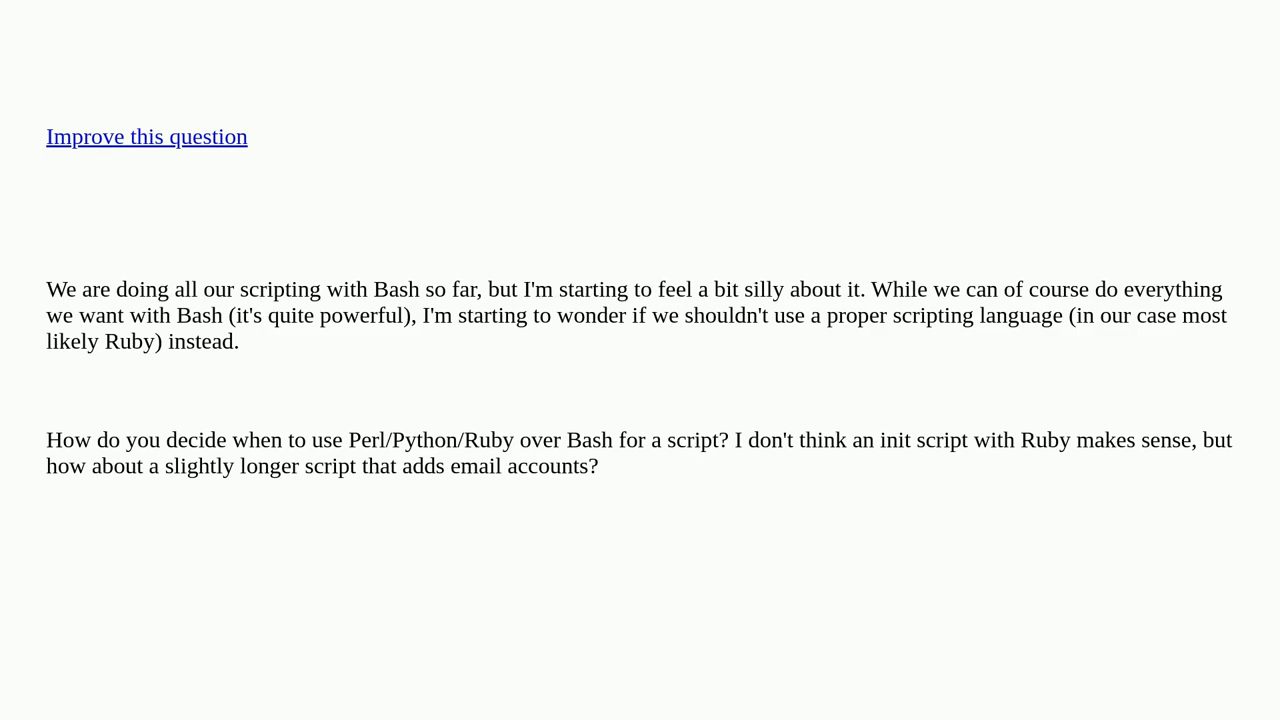 Improve this question
We are doing all our scripting with Bash so far, but I'm starting to feel a bit silly about it. While we can of course do everything
we want with Bash (it's quite powerful), I'm starting to wonder if we shouldn't use a proper scripting language (in our case most
likely Ruby) instead.
How do you decide when to use Perl/Python/Ruby over Bash for a script? I don't think an init script with Ruby makes sense, but
how about a slightly longer script that adds email accounts?